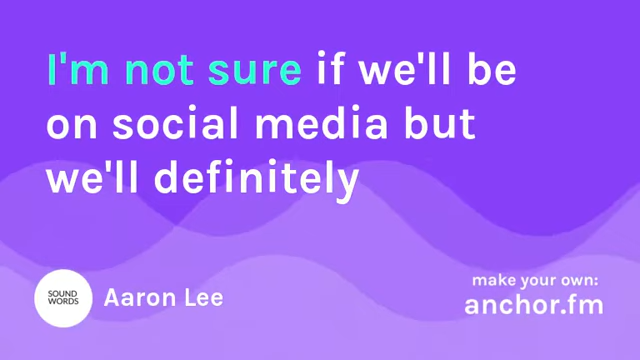 I'm not sure if we'll be
on social media but
we'll definitely
SOUND
WORDS
Aaron Lee
make your own:
anchor.fm